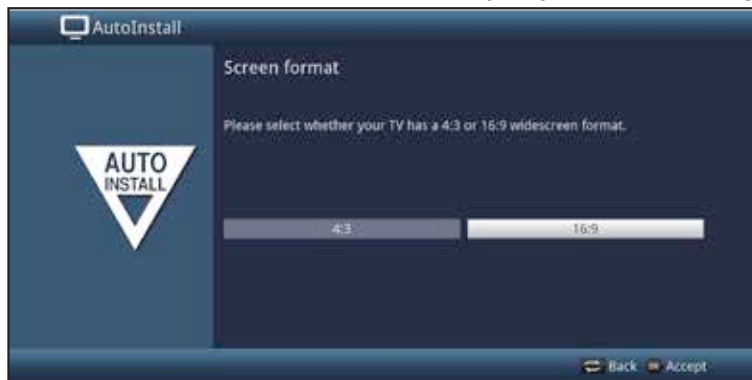 AutoInstall
Screen format
Please select whether your TV has a 4:3 or 16:9 widescreen format.
AUTO
INSTALL
4:3
16:9
Back Accept